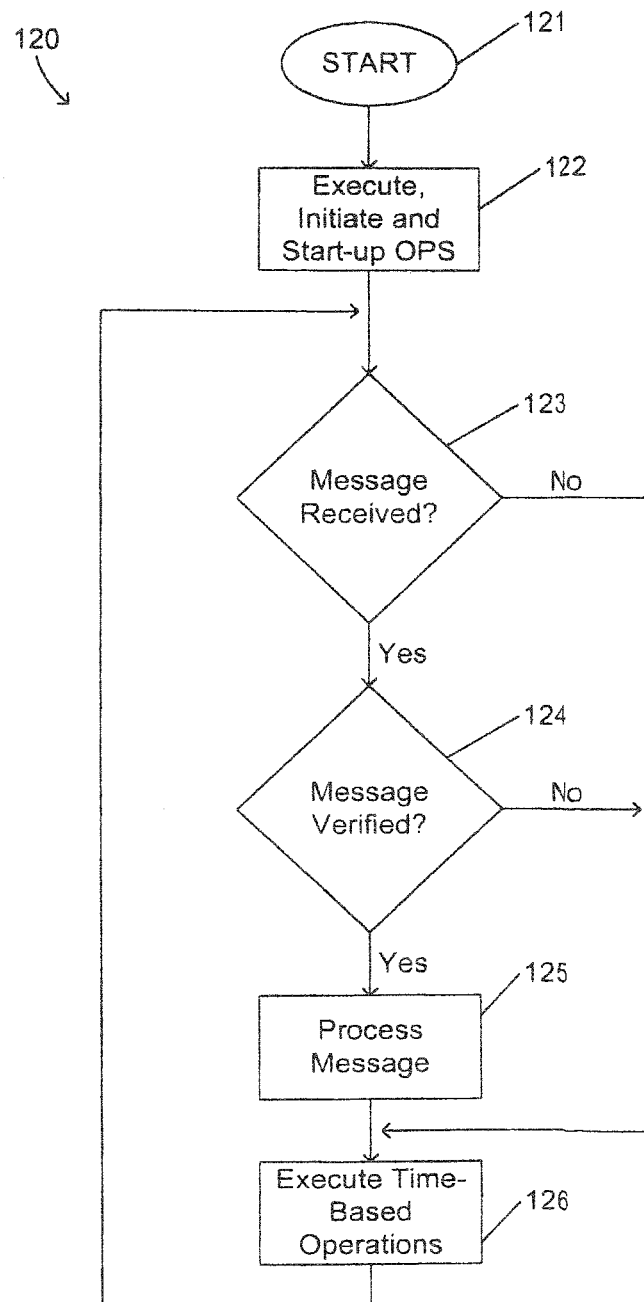 120
121
START
122
Execute,
Initiate and
Start-up OPS
123
Message
Received?
No
Yes
124
Message
Verified?
No
Yes
125
Process
Message
Execute Time-
Based
Operations
126